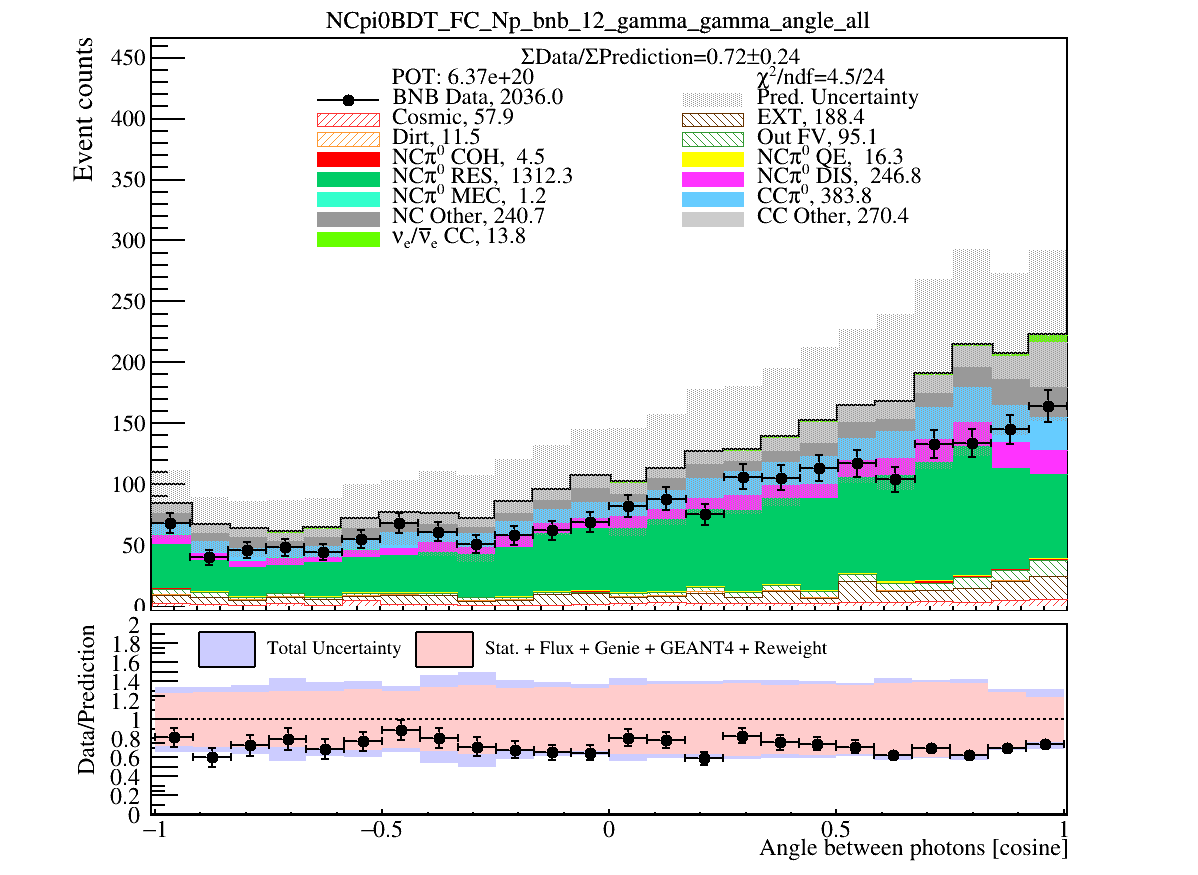 NCpi0BDT_FC_Np_bnb_12_gamma_gamma_angle_all
ΣData/ΣPrediction=0.72±0.24
POT: 6.37e+20
χ²/ndf=4.5/24
BNB Data, 2036.0
Pred. Uncertainty
Cosmic, 57.9
EXT, 188.4
Dirt, 11.5
Out FV, 95.1
NCπ⁰ COH, 4.5
NCπ⁰ QE, 16.3
NCπ⁰ RES, 1312.3
NCπ⁰ DIS, 246.8
NCπ⁰ MEC, 1.2
CCπ⁰, 383.8
NC Other, 240.7
CC Other, 270.4
νₑ/ν̅ₑ CC, 13.8
Event counts
450
400
350
300
250
200
150
100
50
0
Total Uncertainty
Stat. + Flux + Genie + GEANT4 + Reweight
Data/Prediction
2
1.8
1.6
1.4
1.2
1
0.8
0.6
0.4
0.2
0
−1
−0.5
0
0.5
1
Angle between photons [cosine]